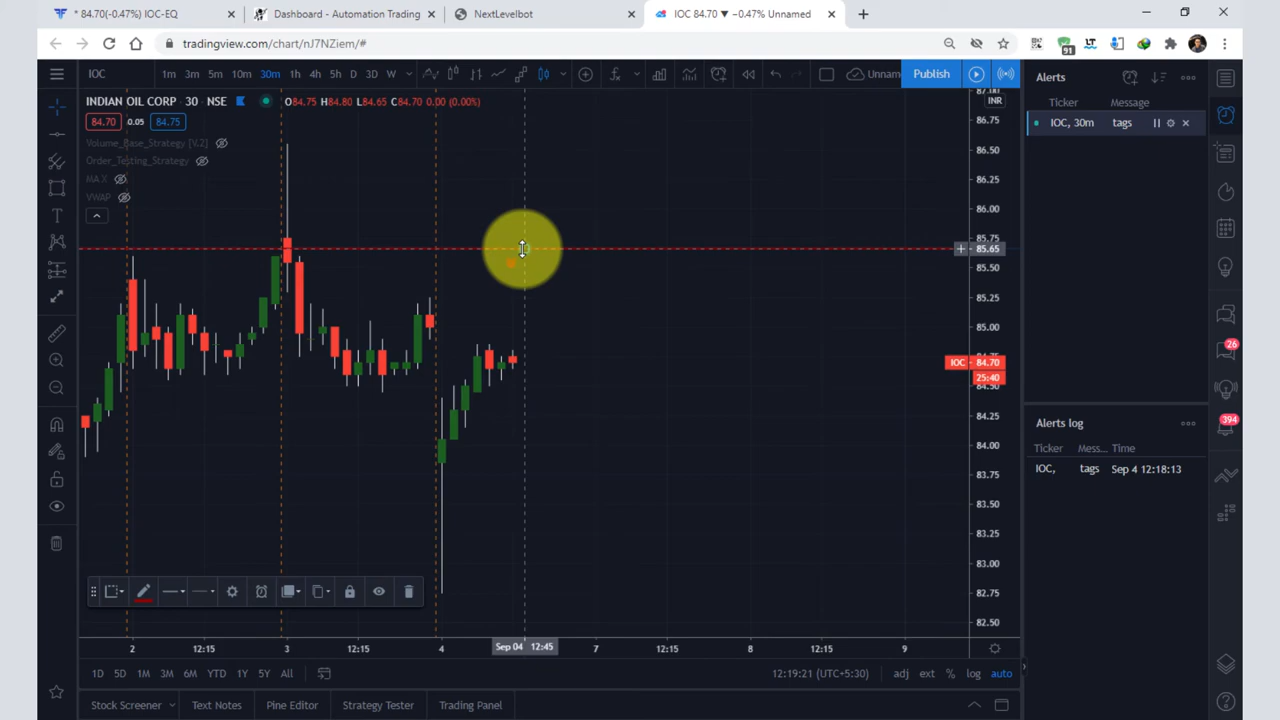 * 84.70(-0.47%) IOC-EQ
Dashboard - Automation Trading
NextLevelbot
IOC 84.70 ▼ −0.47% Unnamed
tradingview.com/chart/nJ7NZiem/#
91
IOC
1m 3m 5m 10m 30m 1h 4h 5h D 3D W
Unnam
Publish
INDIAN OIL CORP · 30 · NSE
O84.75 H84.80 L84.65 C84.70 0.00 (0.00%)
84.70 0.05 84.75
Volume_Base_Strategy [V.2]
Order_Testing_Strategy
MA X
VWAP
87.00
INR
86.75
86.50
86.25
86.00
85.75
85.65
85.50
85.25
85.00
84.75
IOC 84.70
25:40
84.50
84.25
84.00
83.75
83.50
83.25
83.00
82.75
82.50
2 12:15 3 12:15 4 Sep 04 12:45 7 12:15 8 12:15 9
1D 5D 1M 3M 6M YTD 1Y 5Y All
12:19:21 (UTC+5:30) adj ext % log auto
Stock Screener Text Notes Pine Editor Strategy Tester Trading Panel
Alerts
Ticker Message
IOC, 30m tags
Alerts log
Ticker Mess... Time
IOC, tags Sep 4 12:18:13
26
394